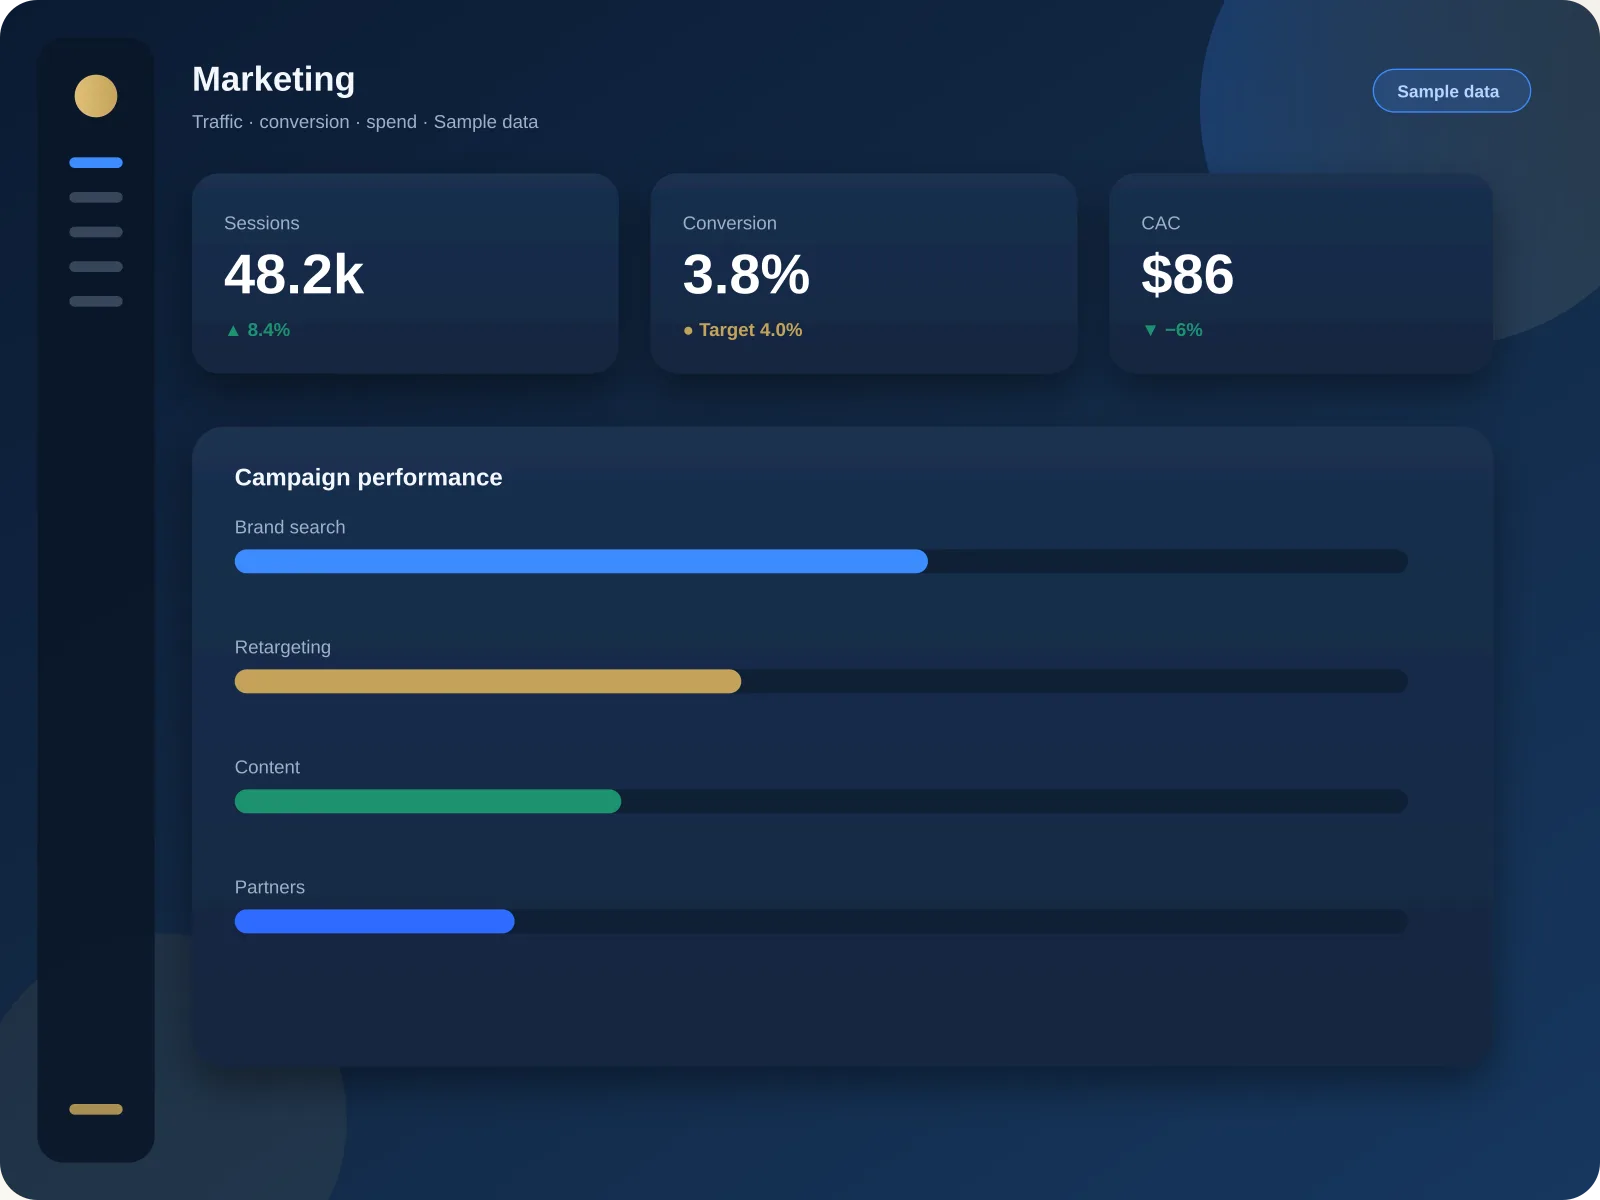 Marketing
Traffic · conversion · spend · Sample data
Sample data
Sessions
48.2k
▲ 8.4%
Conversion
3.8%
● Target 4.0%
CAC
$86
▼ −6%
Campaign performance
Brand search
Retargeting
Content
Partners